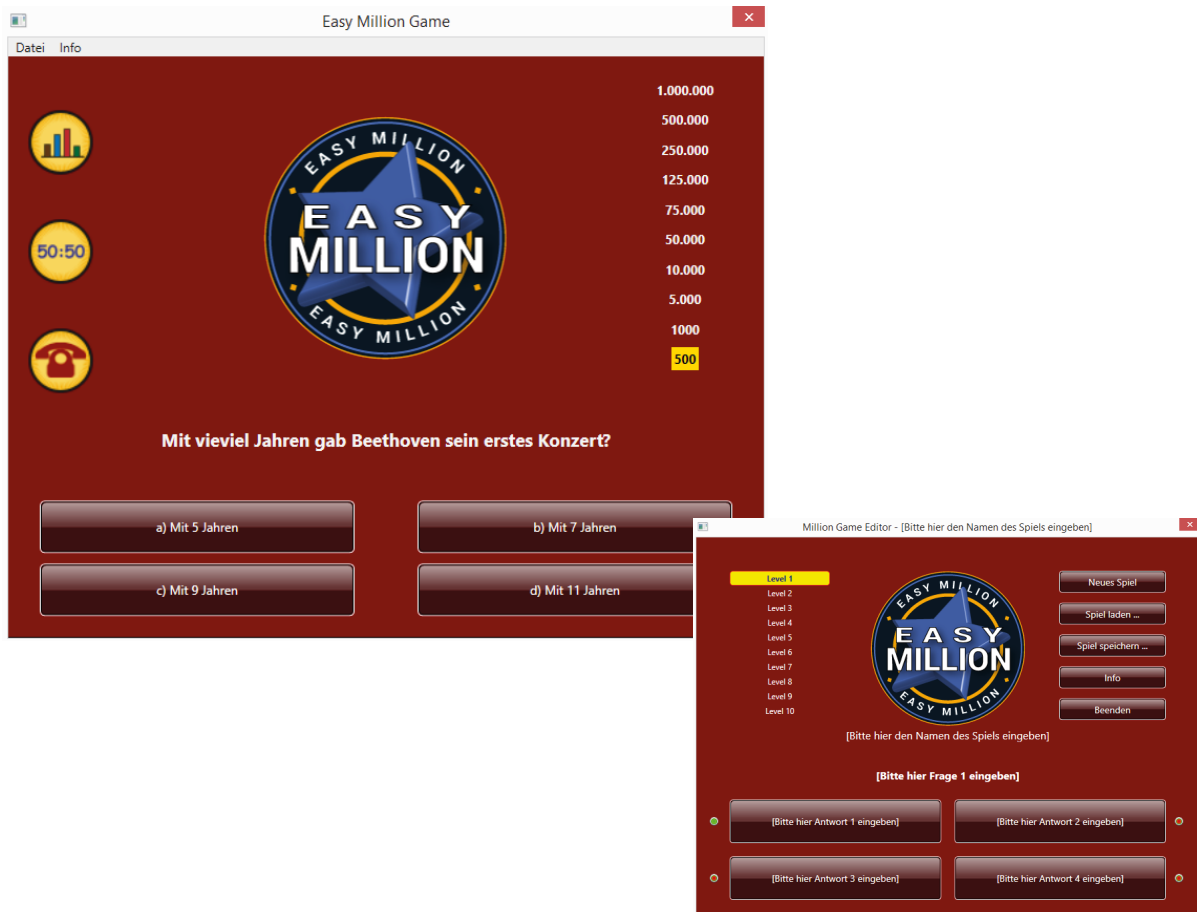 Easy Million Game
Datei Info
1.000.000
500.000
250.000
125.000
75.000
50.000
10.000
5.000
1000
500
50:50
EASY MILLION
EASY
MILLION
EASY MILLION
Mit vieviel Jahren gab Beethoven sein erstes Konzert?
a) Mit 5 Jahren
b) Mit 7 Jahren
c) Mit 9 Jahren
d) Mit 11 Jahren
Million Game Editor - [Bitte hier den Namen des Spiels eingeben]
Level 1
Level 2
Level 3
Level 4
Level 5
Level 6
Level 7
Level 8
Level 9
Level 10
EASY MILLION
EASY
MILLION
EASY MILLION
Neues Spiel
Spiel laden ...
Spiel speichern ...
Info
Beenden
[Bitte hier den Namen des Spiels eingeben]
[Bitte hier Frage 1 eingeben]
[Bitte hier Antwort 1 eingeben]
[Bitte hier Antwort 2 eingeben]
[Bitte hier Antwort 3 eingeben]
[Bitte hier Antwort 4 eingeben]